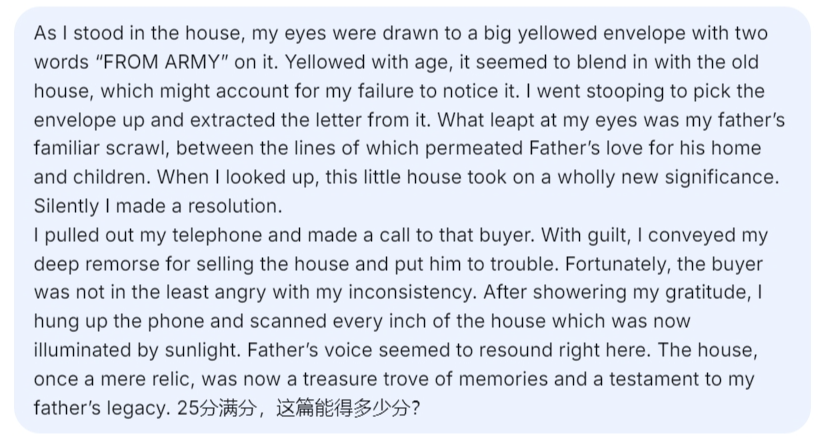 As I stood in the house, my eyes were drawn to a big yellowed envelope with two
words “FROM ARMY” on it. Yellowed with age, it seemed to blend in with the old
house, which might account for my failure to notice it. I went stooping to pick the
envelope up and extracted the letter from it. What leapt at my eyes was my father’s
familiar scrawl, between the lines of which permeated Father’s love for his home
and children. When I looked up, this little house took on a wholly new significance.
Silently I made a resolution.
I pulled out my telephone and made a call to that buyer. With guilt, I conveyed my
deep remorse for selling the house and put him to trouble. Fortunately, the buyer
was not in the least angry with my inconsistency. After showering my gratitude, I
hung up the phone and scanned every inch of the house which was now
illuminated by sunlight. Father’s voice seemed to resound right here. The house,
once a mere relic, was now a treasure trove of memories and a testament to my
father’s legacy. 25分满分，这篇能得多少分?